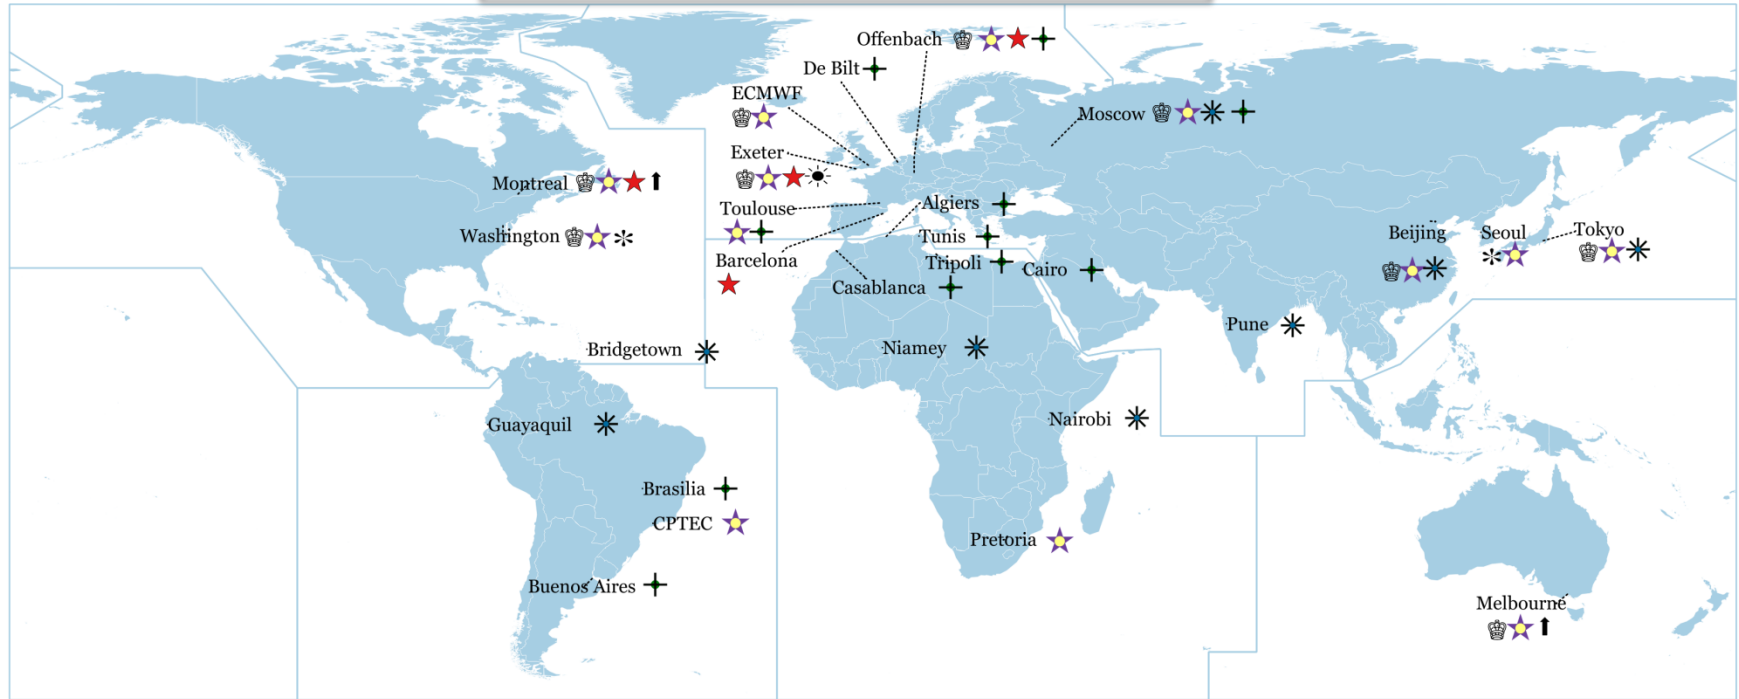 Offenbach
De Bilt
ECMWF
Moscow
Exeter
Montreal
Toulouse
Algiers
Washington
Tunis
Beijing
Seoul
Tokyo
Barcelona
Tripoli
Cairo
Casablanca
Pune
Bridgetown
Niamey
Guayaquil
Nairobi
Brasilia
CPTEC
Pretoria
Buenos Aires
Melbourne